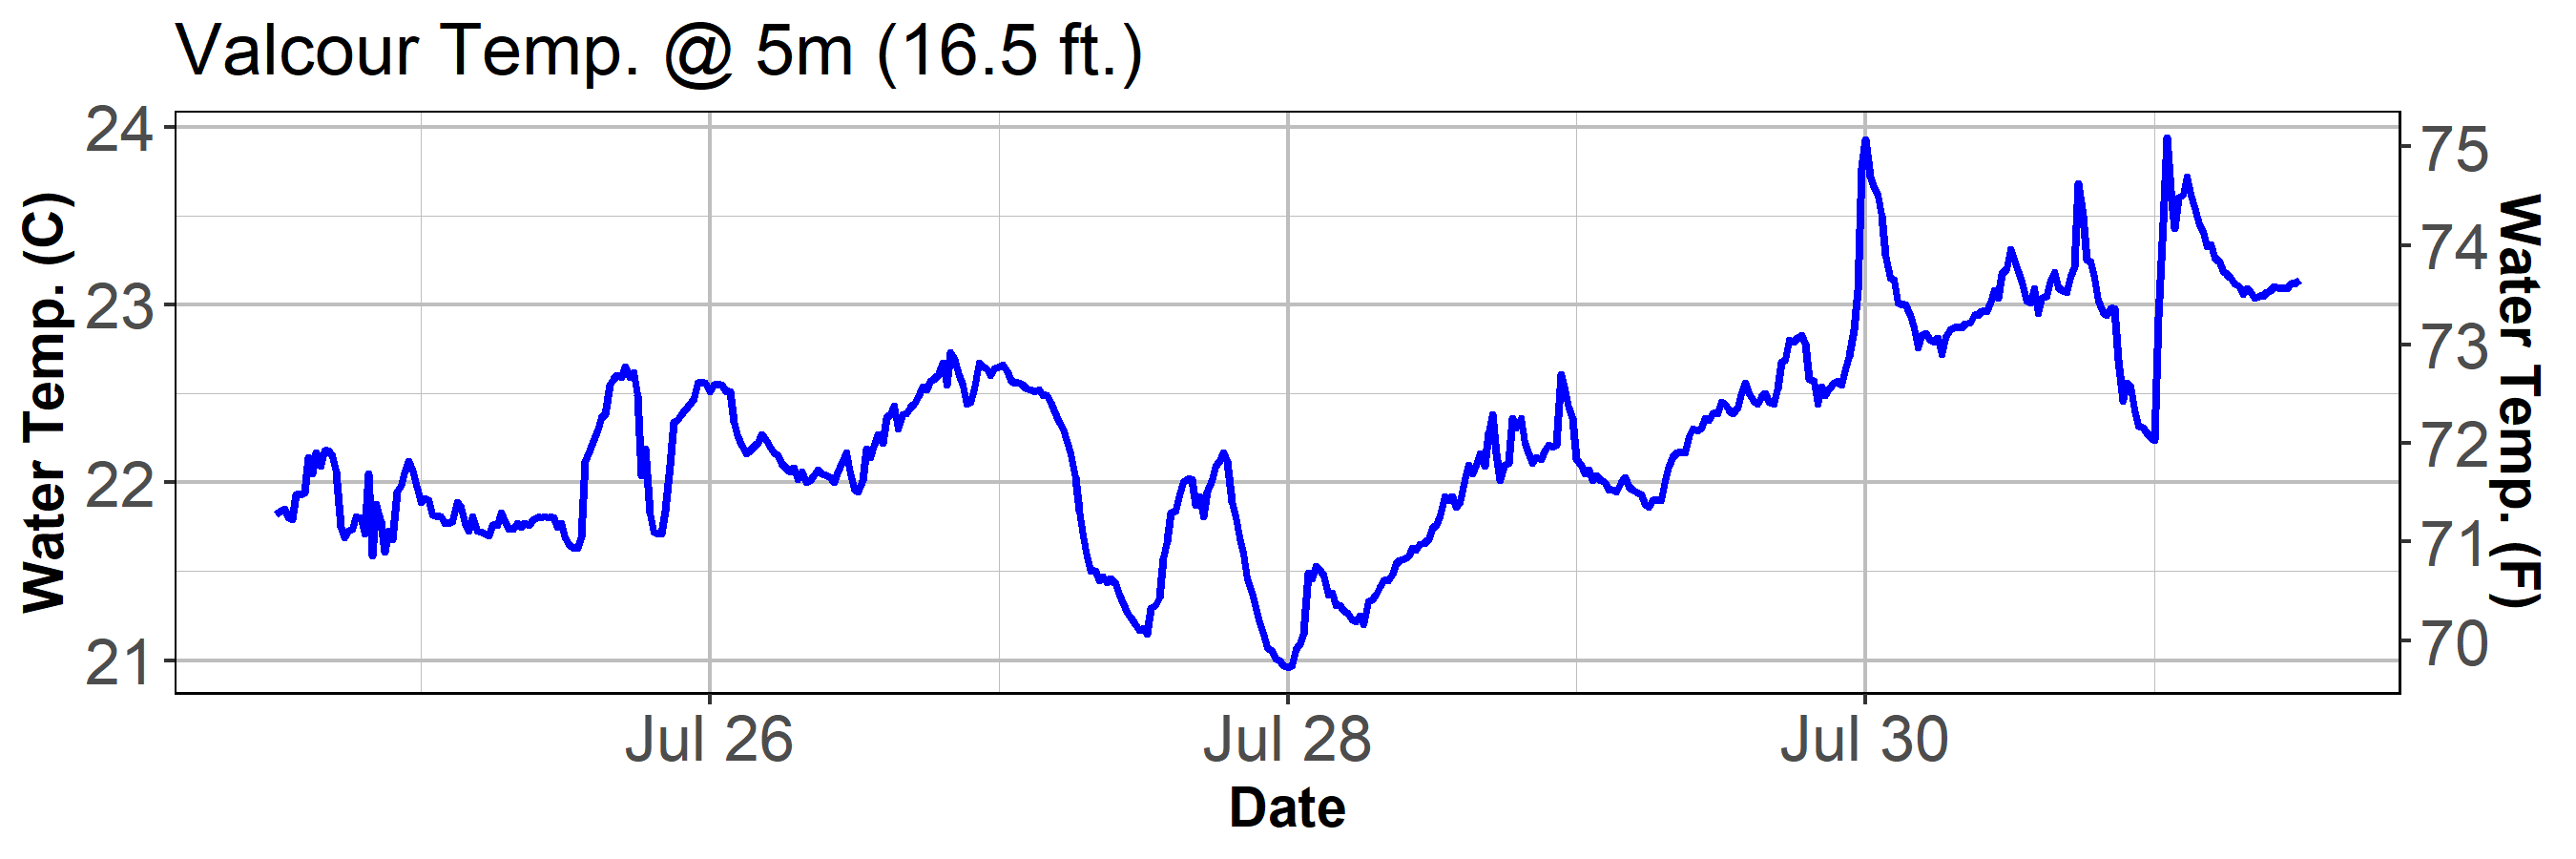 Valcour Temp. @ 5m (16.5 ft.)
Water Temp. (C)
24
23
22
21
75
74
73
72
71
70
Water Temp. (F)
Jul 26
Jul 28
Jul 30
Date